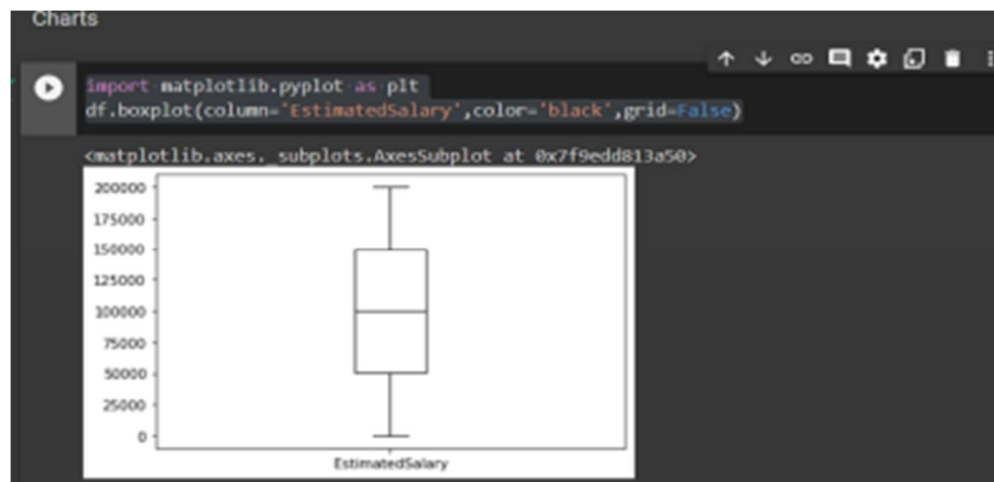 Charts
import matplotlib.pyplot as plt
df.boxplot(column='EstimatedSalary',color='black',grid=False)
<matplotlib.axes._subplots.AxesSubplot at 0x7f9edd813a50>
200000
175000
150000
125000
100000
75000
50000
25000
0
EstimatedSalary